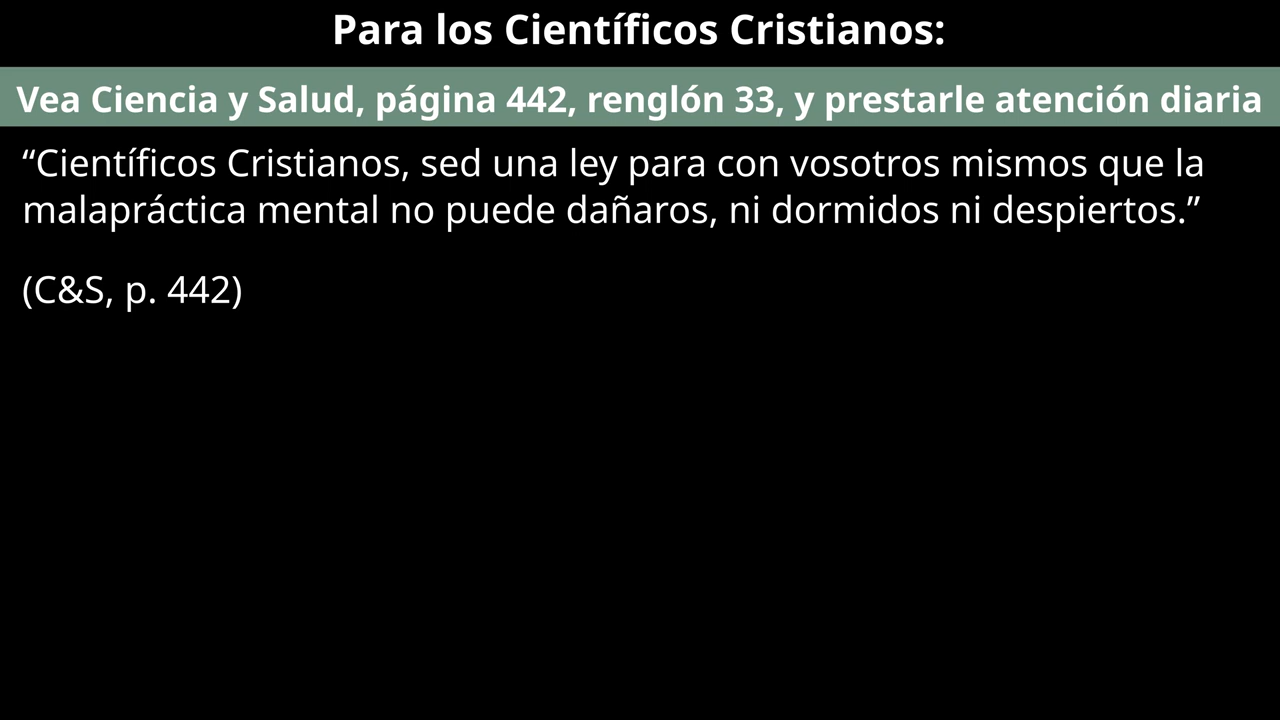 Para los Científicos Cristianos:
Vea Ciencia y Salud, página 442, renglón 33, y prestarle atención diaria
“Científicos Cristianos, sed una ley para con vosotros mismos que la
malapráctica mental no puede dañaros, ni dormidos ni despiertos.”
(C&S, p. 442)